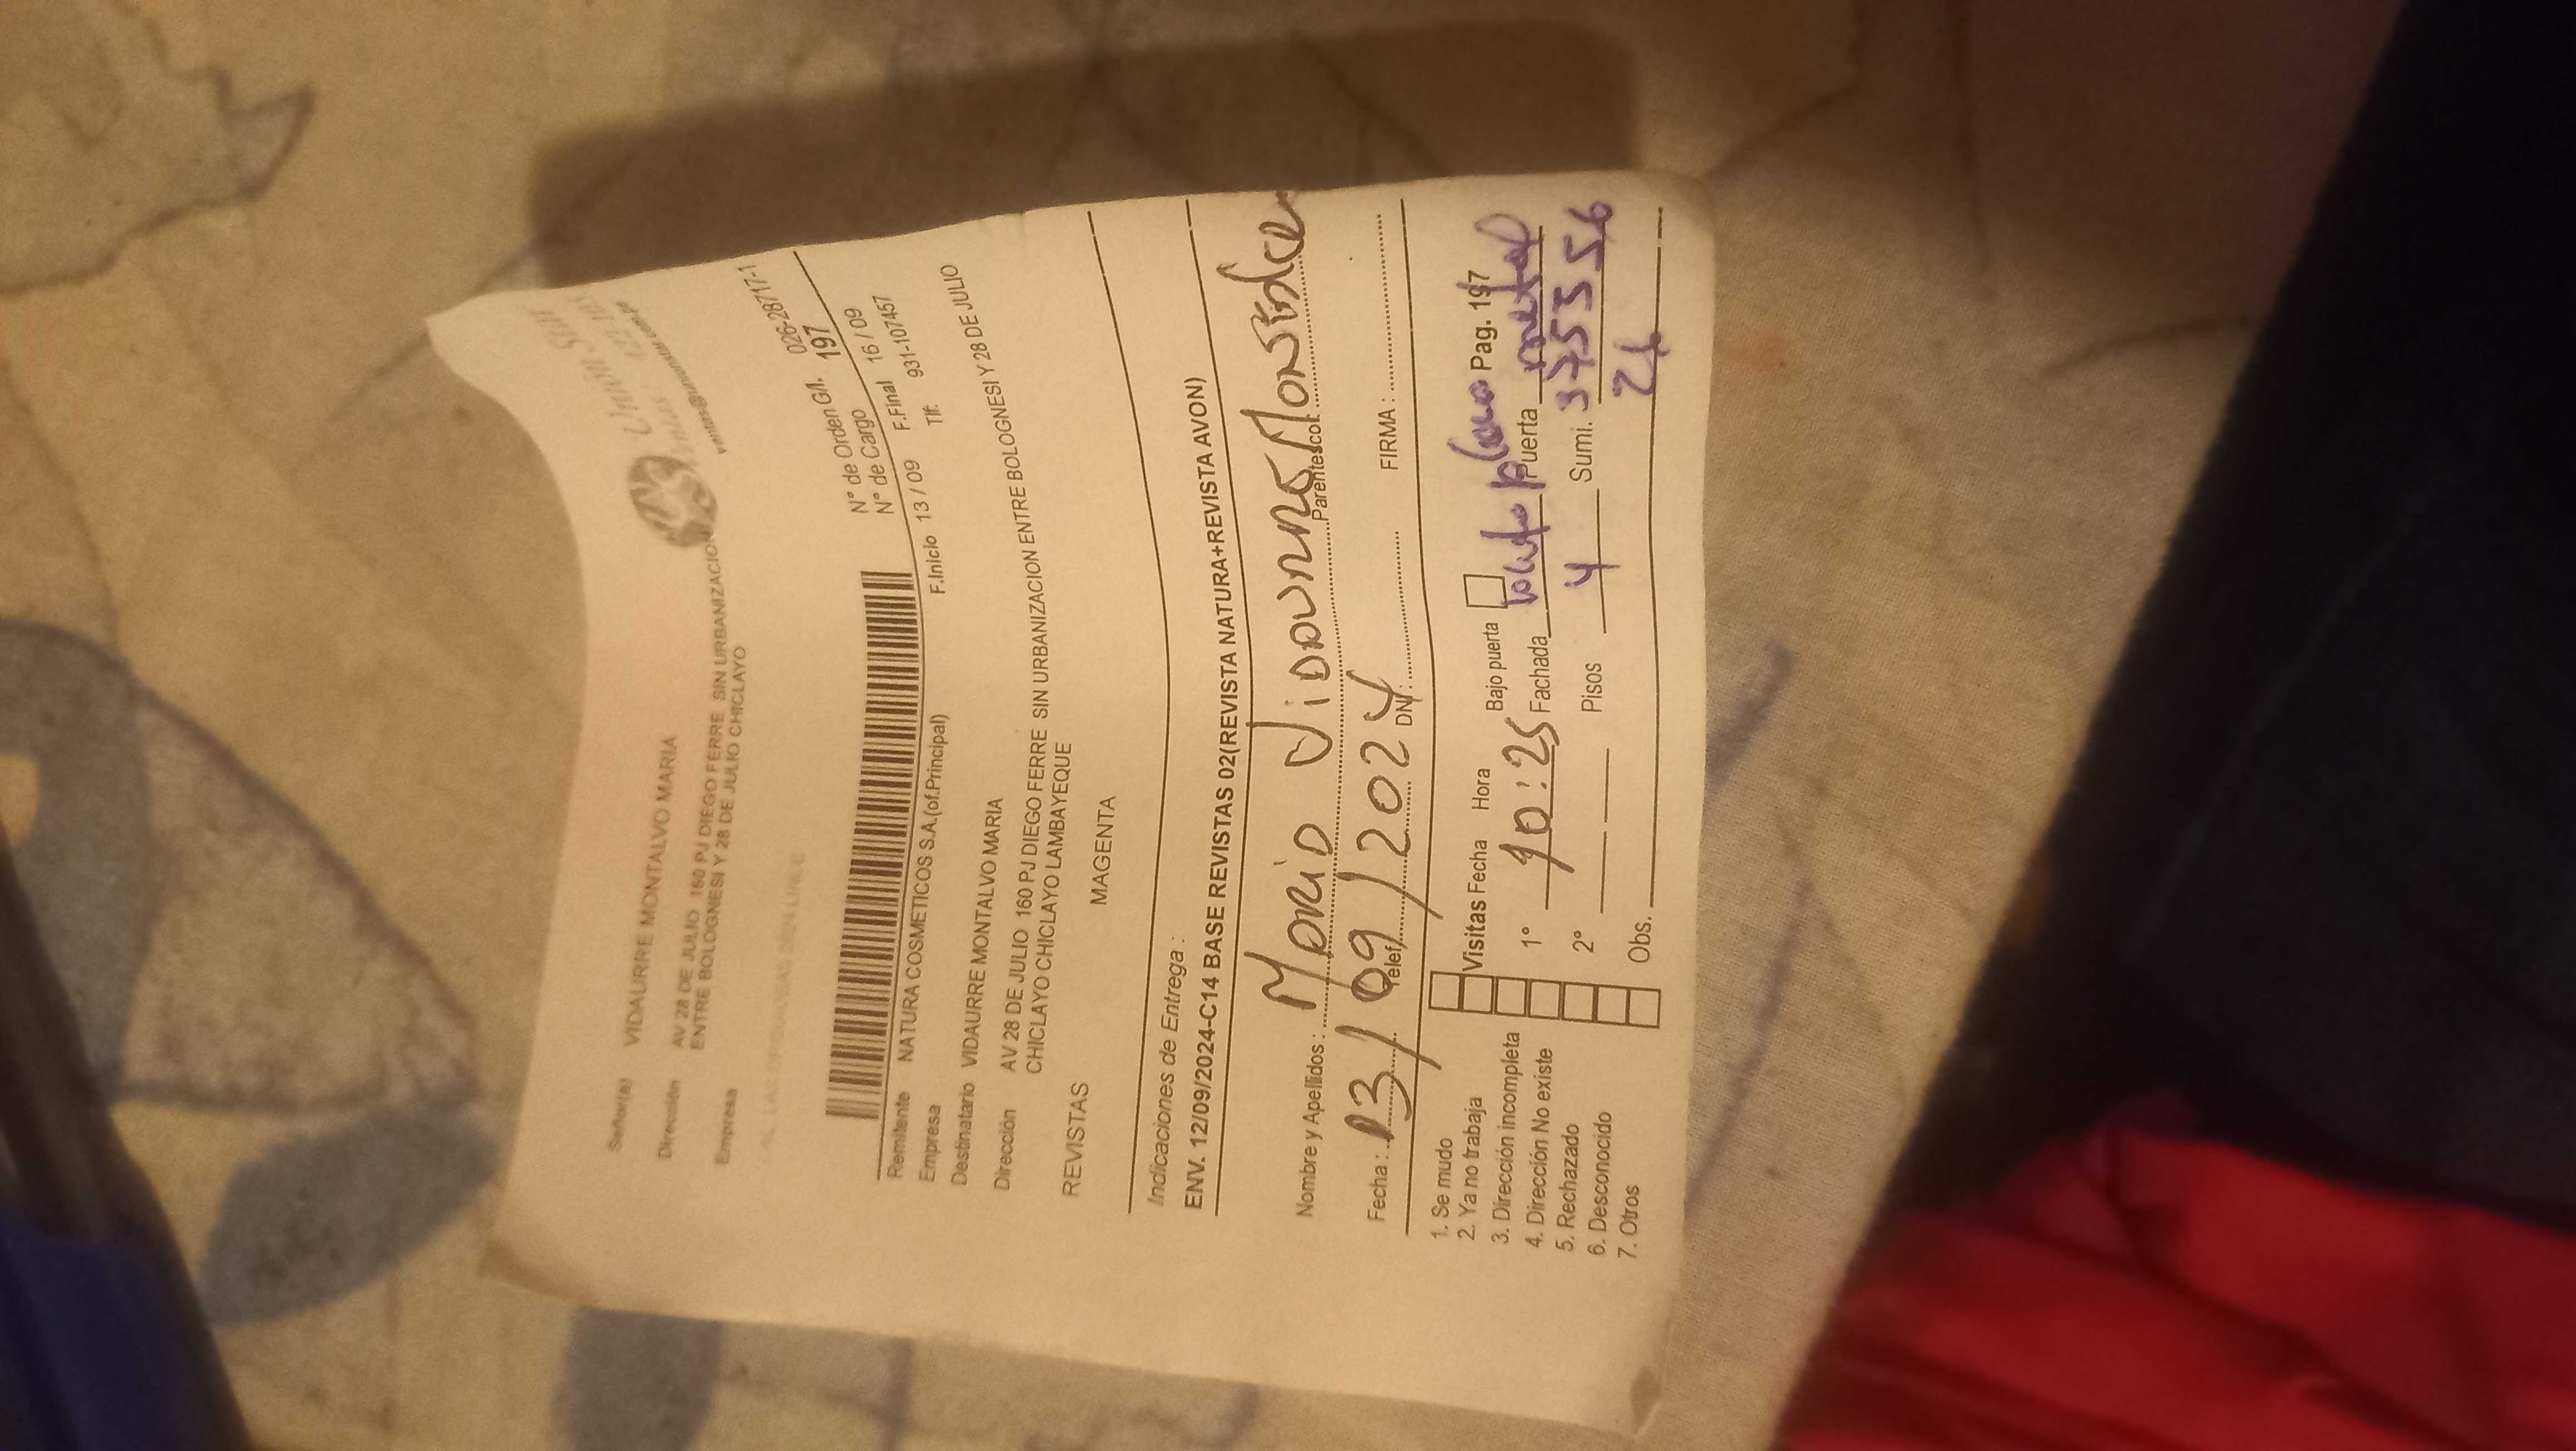 Señor(a) VIDAURRE MONTALVO MARIA
Dirección AV 28 DE JULIO 160 PJ DIEGO FERRE SIN URBANIZACION
ENTRE BOLOGNESI Y 28 DE JULIO CHICLAYO
Empresa
N° de Orden G/I. 026-28717-1
N° de Cargo 197
F.Inicio 13/09 F.Final 16/09
Tlf. 931-107457
Remitente NATURA COSMETICOS S.A.(of.Principal)
Empresa
Destinatario VIDAURRE MONTALVO MARIA
Dirección AV 28 DE JULIO 160 PJ DIEGO FERRE SIN URBANIZACION ENTRE BOLOGNESI Y 28 DE JULIO
CHICLAYO CHICLAYO LAMBAYEQUE
REVISTAS
MAGENTA
Indicaciones de Entrega :
ENV. 12/09/2024-C14 BASE REVISTAS 02(REVISTA NATURA+REVISTA AVON)
Nombre y Apellidos :
Parentesco:
Fecha : 13/09/2024
Telef. DNI: FIRMA :
1. Se mudo
2. Ya no trabaja
3. Dirección incompleta
4. Dirección No existe
5. Rechazado
6. Desconocido
7. Otros
Visitas Fecha Hora Bajo puerta Pag. 197
1° 10:25 Fachada Puerta metal
2° Pisos 4 Sumi.
Obs.